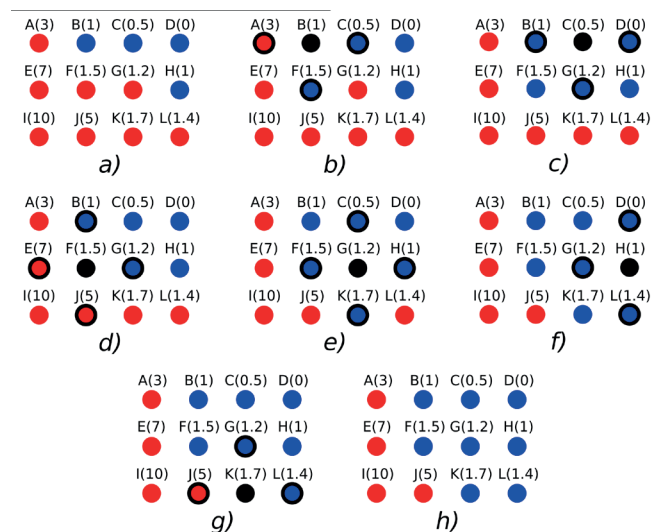 A(3) B(1) C(0.5) D(0)
E(7) F(1.5) G(1.2) H(1)
I(10) J(5) K(1.7) L(1.4)
a)
A(3) B(1) C(0.5) D(0)
E(7) F(1.5) G(1.2) H(1)
I(10) J(5) K(1.7) L(1.4)
b)
A(3) B(1) C(0.5) D(0)
E(7) F(1.5) G(1.2) H(1)
I(10) J(5) K(1.7) L(1.4)
c)
A(3) B(1) C(0.5) D(0)
E(7) F(1.5) G(1.2) H(1)
I(10) J(5) K(1.7) L(1.4)
d)
A(3) B(1) C(0.5) D(0)
E(7) F(1.5) G(1.2) H(1)
I(10) J(5) K(1.7) L(1.4)
e)
A(3) B(1) C(0.5) D(0)
E(7) F(1.5) G(1.2) H(1)
I(10) J(5) K(1.7) L(1.4)
f)
A(3) B(1) C(0.5) D(0)
E(7) F(1.5) G(1.2) H(1)
I(10) J(5) K(1.7) L(1.4)
g)
A(3) B(1) C(0.5) D(0)
E(7) F(1.5) G(1.2) H(1)
I(10) J(5) K(1.7) L(1.4)
h)